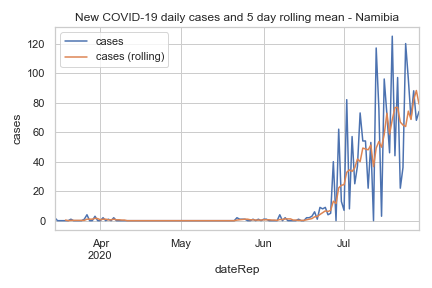 New COVID-19 daily cases and 5 day rolling mean - Namibia
cases
cases (rolling)
120
100
80
60
40
20
0
cases
Apr
2020
May
Jun
Jul
dateRep